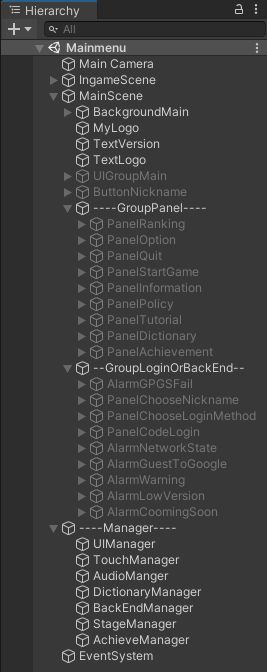 Hierarchy
All
Mainmenu
Main Camera
IngameScene
MainScene
BackgroundMain
MyLogo
TextVersion
TextLogo
UIGroupMain
ButtonNickname
----GroupPanel----
PanelRanking
PanelOption
PanelQuit
PanelStartGame
PanelInformation
PanelPolicy
PanelTutorial
PanelDictionary
PanelAchievement
--GroupLoginOrBackEnd--
AlarmGPGSFail
PanelChooseNickname
PanelChooseLoginMethod
PanelCodeLogin
AlarmNetworkState
AlarmGuestToGoogle
AlarmWarning
AlarmLowVersion
AlarmCoomingSoon
----Manager----
UIManager
TouchManager
AudioManger
DictionaryManager
BackEndManager
StageManager
AchieveManager
EventSystem